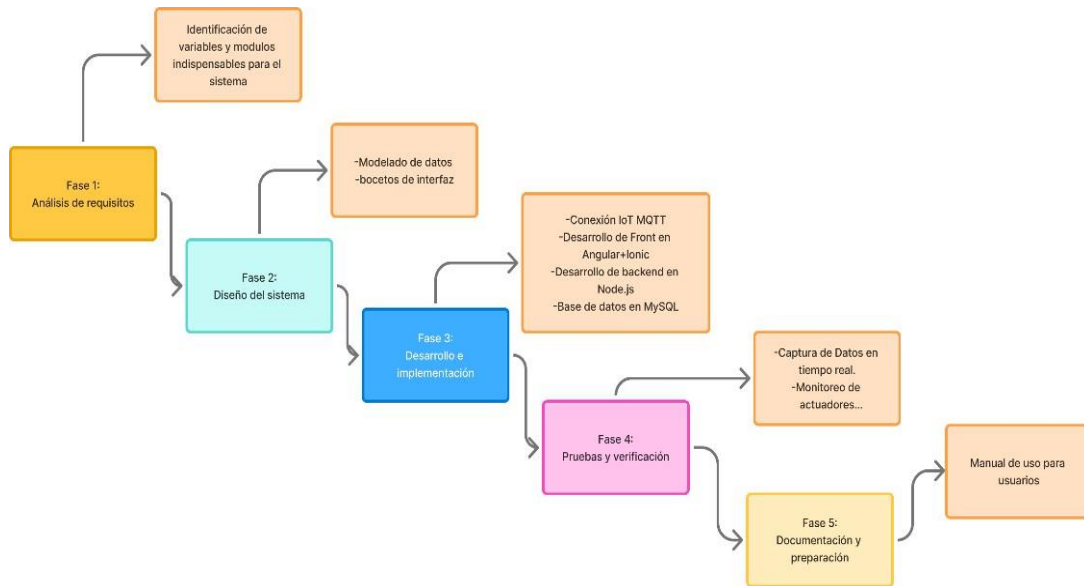 Identificación de
variables y modulos
indispensables para el
sistema
Fase 1:
Análisis de requisitos
-Modelado de datos
-bocetos de interfaz
Fase 2:
Diseño del sistema
-Conexión IoT MQTT
-Desarrollo de Front en
Angular+Ionic
-Desarrollo de backend en
Node.js
-Base de datos en MySQL
Fase 3:
Desarrollo e
implementación
-Captura de Datos en
tiempo real.
-Monitoreo de
actuadores...
Fase 4:
Pruebas y verificación
Manual de uso para
usuarios
Fase 5:
Documentación y
preparación